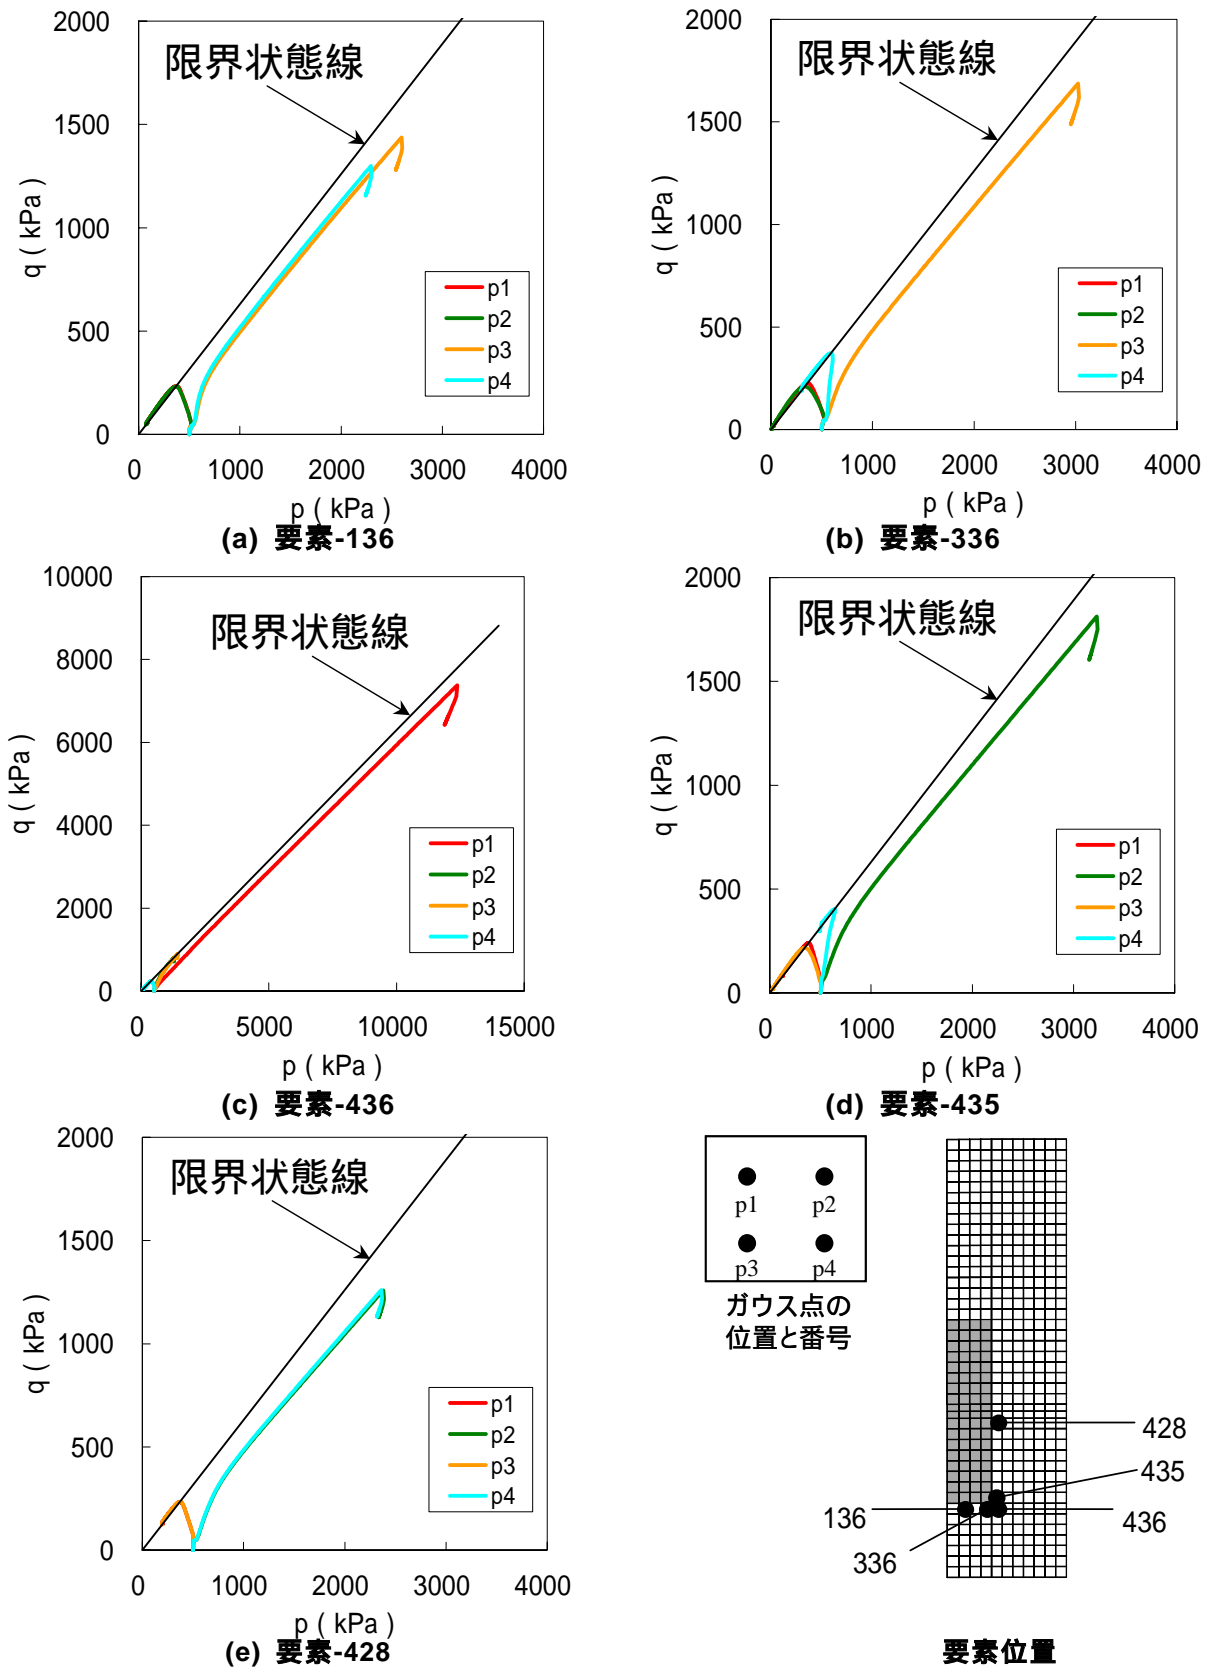 2000
1500
1000
500
0
q ( kPa )
限界状態線
p1
p2
p3
p4
0 1000 2000 3000 4000
p ( kPa )
(a) 要素-136
2000
1500
1000
500
0
q ( kPa )
限界状態線
p1
p2
p3
p4
0 1000 2000 3000 4000
p ( kPa )
(b) 要素-336
10000
8000
6000
4000
2000
0
q ( kPa )
限界状態線
p1
p2
p3
p4
0 5000 10000 15000
p ( kPa )
(c) 要素-436
2000
1500
1000
500
0
q ( kPa )
限界状態線
p1
p2
p3
p4
0 1000 2000 3000 4000
p ( kPa )
(d) 要素-435
2000
1500
1000
500
0
q ( kPa )
限界状態線
p1
p2
p3
p4
0 1000 2000 3000 4000
p ( kPa )
(e) 要素-428
p1 p2
p3 p4
ガウス点の
位置と番号
428
435
136 436
336
要素位置